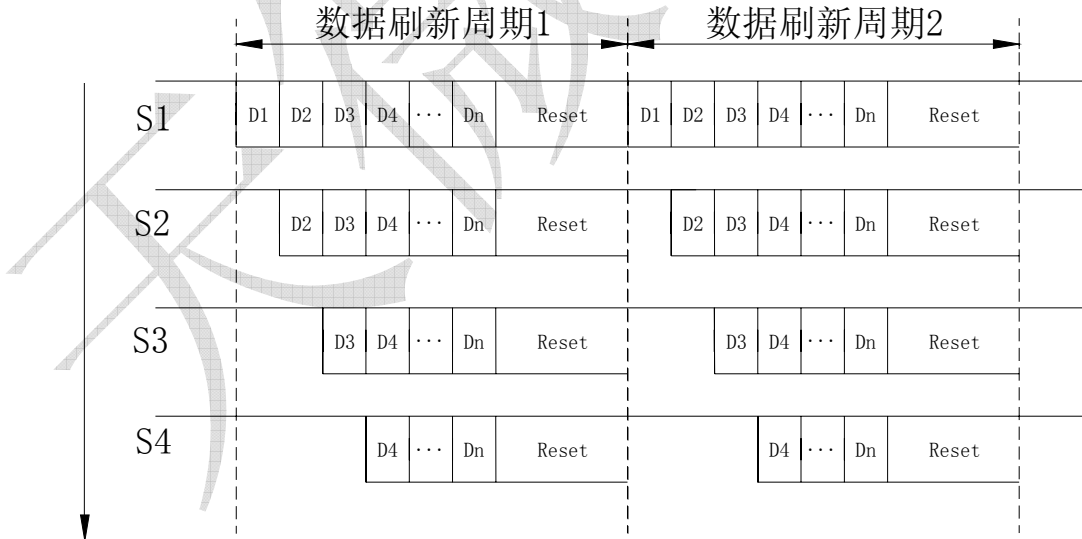 数据刷新周期1 数据刷新周期2
S1 D1 D2 D3 D4 ··· Dn Reset D1 D2 D3 D4 ··· Dn Reset
S2 D2 D3 D4 ··· Dn Reset D2 D3 D4 ··· Dn Reset
S3 D3 D4 ··· Dn Reset D3 D4 ··· Dn Reset
S4 D4 ··· Dn Reset D4 ··· Dn Reset